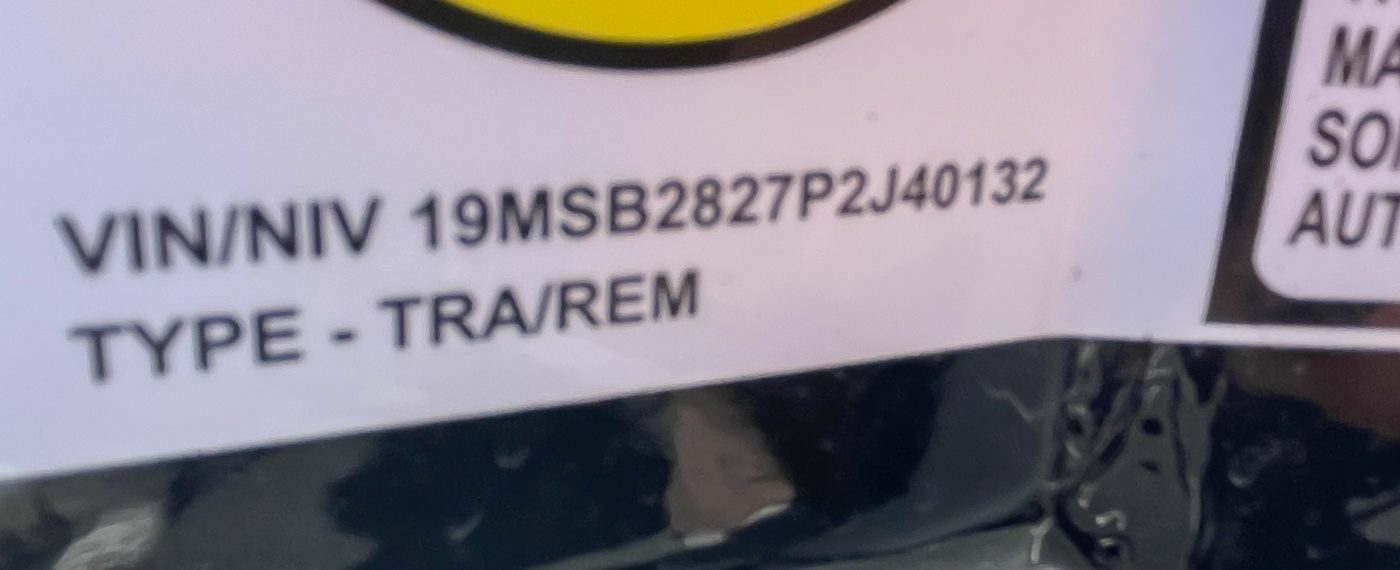 VIN/NIV 19MSB2827P2J40132
TYPE - TRA/REM
MA
SO
AUT